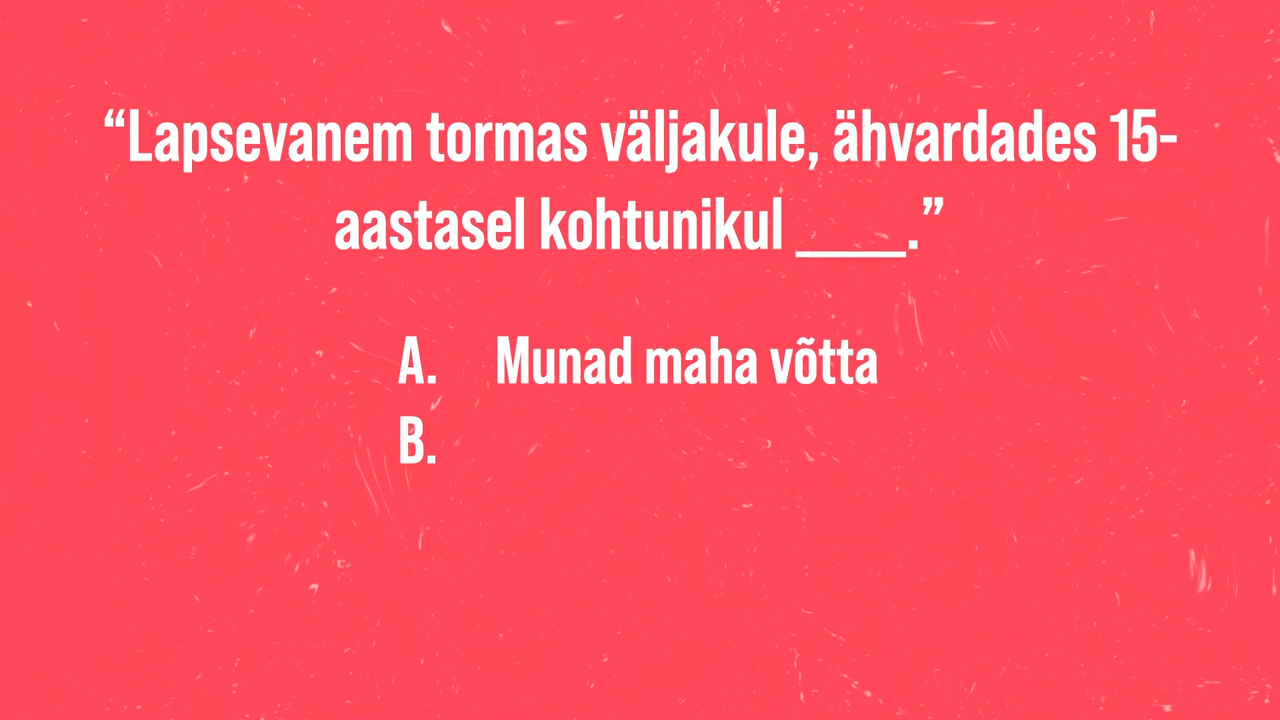 “Lapsevanem tormas väljakule, ähvardades 15-
aastasel kohtunikul ____.”
A. Munad maha võtta
B.